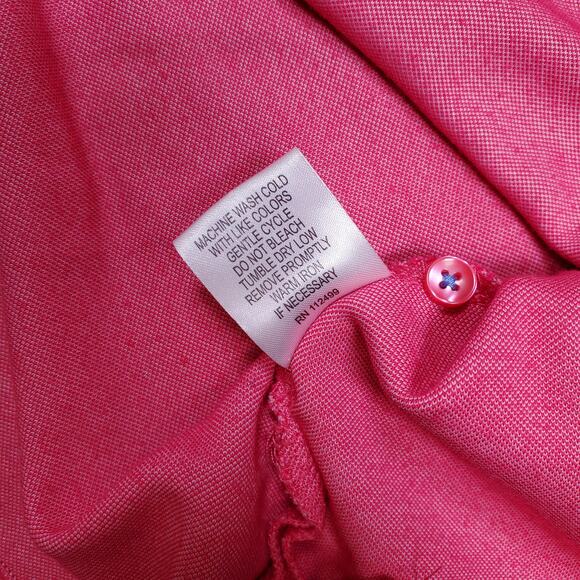 MACHINE WASH COLD
WITH LIKE COLORS
GENTLE CYCLE
DO NOT BLEACH
TUMBLE DRY LOW
REMOVE PROMPTLY
WARM IRON
IF NECESSARY
RN 112499